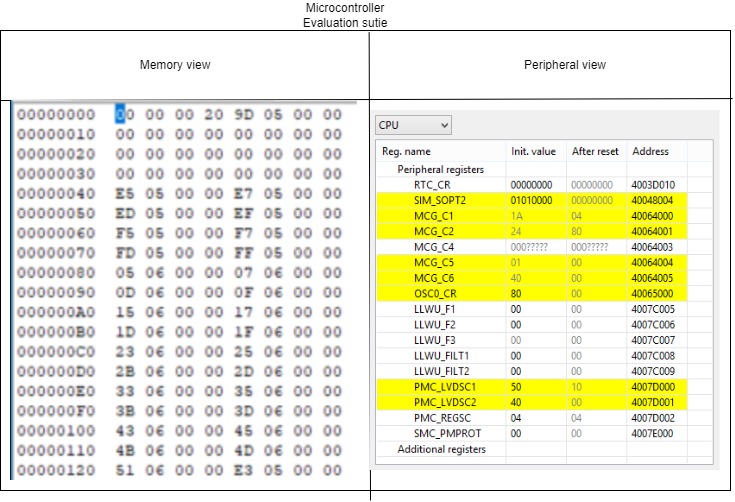 Microcontroller
Evaluation sutie
Memory view
Peripheral view
00000000 00 00 00 20 9D 05 00 00
00000010 00 00 00 00 00 00 00 00
00000020 00 00 00 00 00 00 00 00
00000030 00 00 00 00 00 00 00 00
00000040 E5 05 00 00 E7 05 00 00
00000050 ED 05 00 00 EF 05 00 00
00000060 F5 05 00 00 F7 05 00 00
00000070 FD 05 00 00 FF 05 00 00
00000080 05 06 00 00 07 06 00 00
00000090 0D 06 00 00 0F 06 00 00
000000A0 15 06 00 00 17 06 00 00
000000B0 1D 06 00 00 1F 06 00 00
000000C0 23 06 00 00 25 06 00 00
000000D0 2B 06 00 00 2D 06 00 00
000000E0 33 06 00 00 35 06 00 00
000000F0 3B 06 00 00 3D 06 00 00
00000100 43 06 00 00 45 06 00 00
00000110 4B 06 00 00 4D 06 00 00
00000120 51 06 00 00 E3 05 00 00
CPU
Reg. name Init. value After reset Address
Peripheral registers
RTC_CR 00000000 00000000 4003D010
SIM_SOPT2 01010000 00000000 40048004
MCG_C1 1A 04 40064000
MCG_C2 24 80 40064001
MCG_C4 000????? 000????? 40064003
MCG_C5 01 00 40064004
MCG_C6 40 00 40064005
OSC0_CR 80 00 40065000
LLWU_F1 00 00 4007C005
LLWU_F2 00 00 4007C006
LLWU_F3 00 00 4007C007
LLWU_FILT1 00 00 4007C008
LLWU_FILT2 00 00 4007C009
PMC_LVDSC1 50 10 4007D000
PMC_LVDSC2 40 00 4007D001
PMC_REGSC 04 04 4007D002
SMC_PMPROT 00 00 4007E000
Additional registers